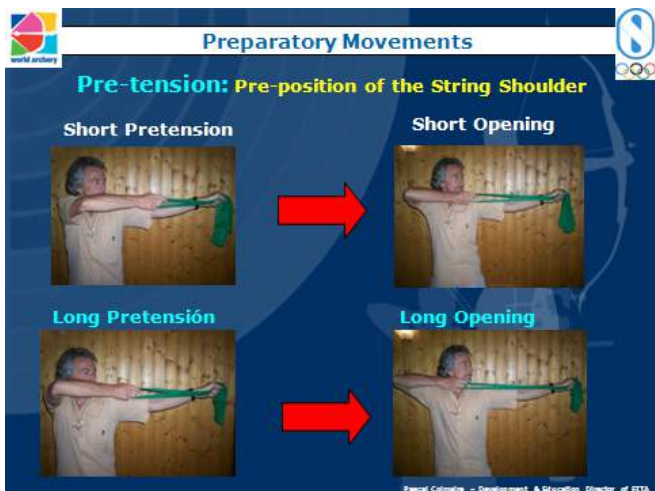 world archery
Preparatory Movements
Pre-tension: Pre-position of the String Shoulder
Short Pretension
Short Opening
Long Pretensión
Long Opening
Pascal Colmaire – Development & Education Director of FITA